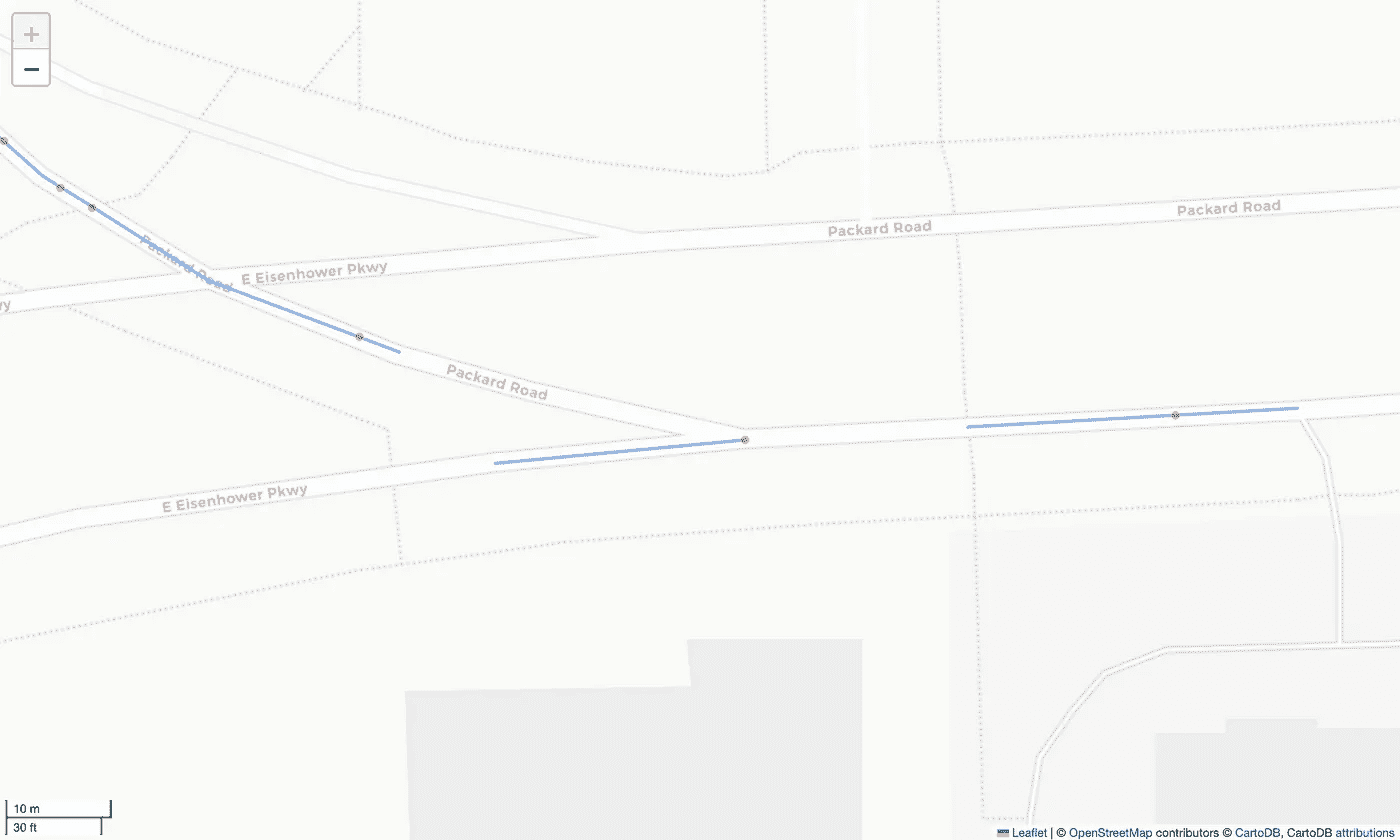 +
−
Packard Road
Packard Road
Packard Road
E Eisenhower Pkwy
vy
Packard Road
E Eisenhower Pkwy
10 m
30 ft
Leaflet | © OpenStreetMap contributors © CartoDB, CartoDB attributions